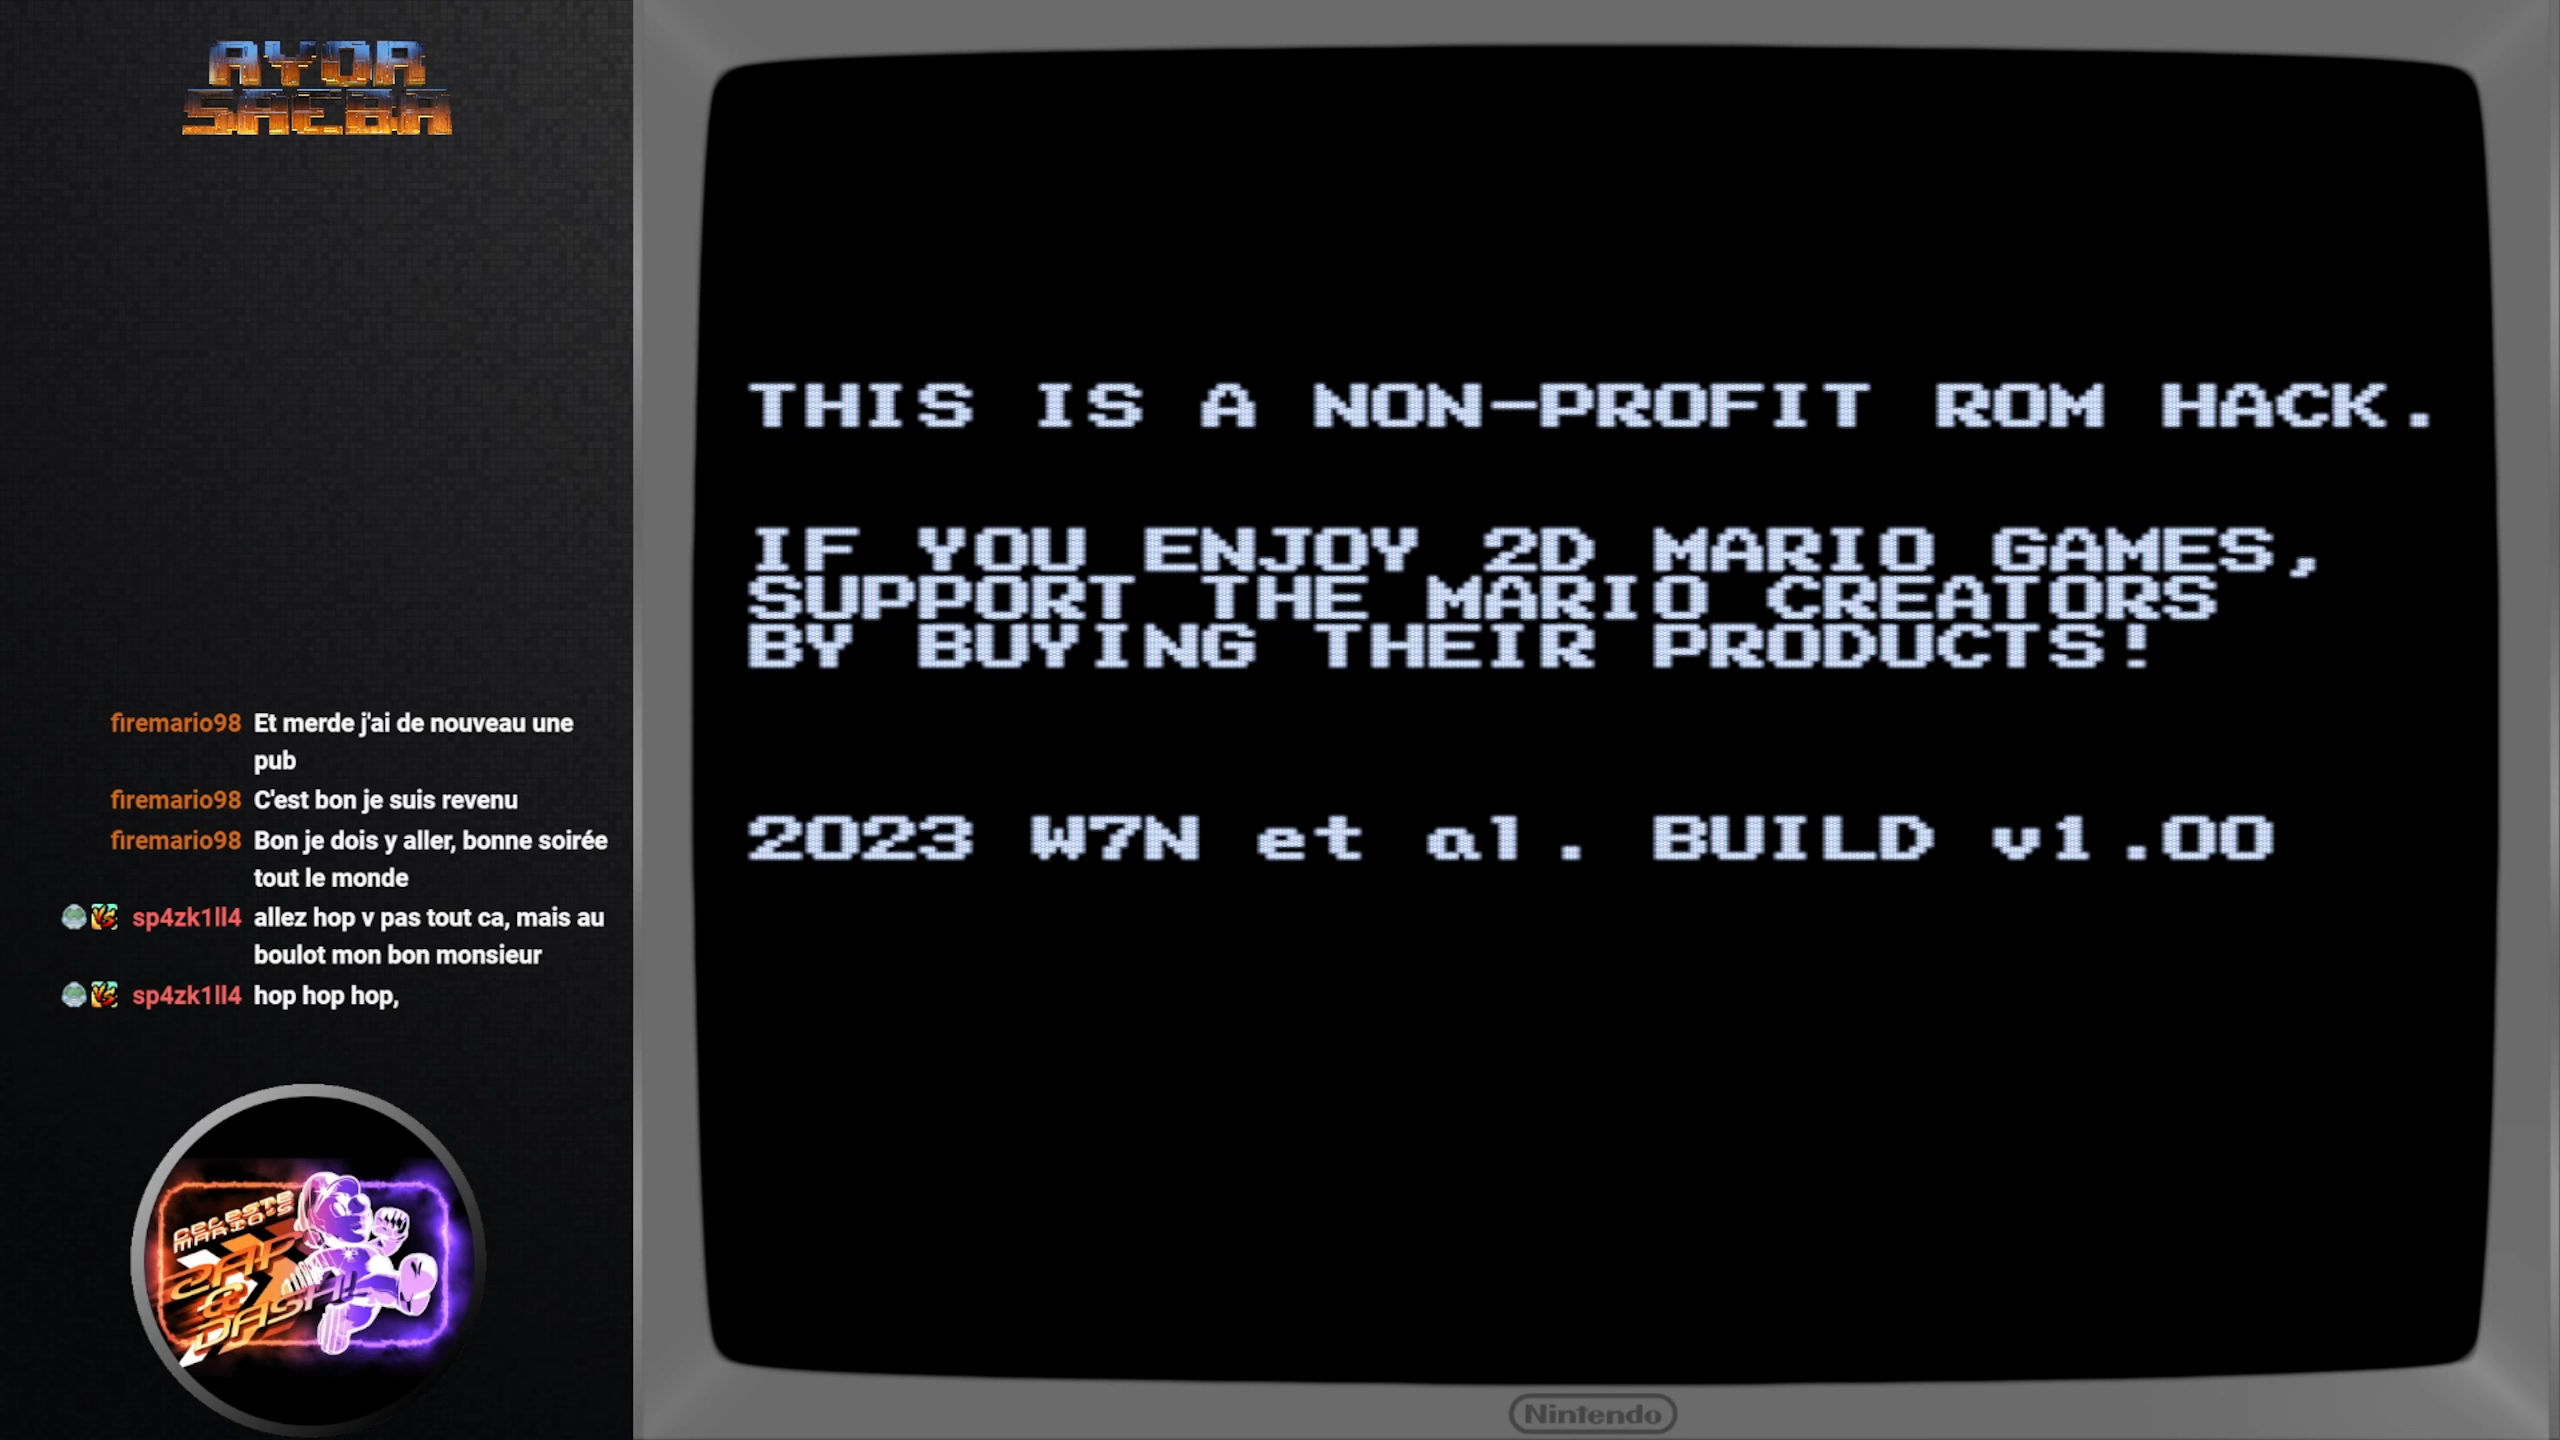 AYOR
SAEBA
firemario98 Et merde j'ai de nouveau une
pub
firemario98 C'est bon je suis revenu
firemario98 Bon je dois y aller, bonne soirée
tout le monde
sp4zk1ll4 allez hop v pas tout ca, mais au
boulot mon bon monsieur
sp4zk1ll4 hop hop hop,
CELESTE
MARIO'S
ZAP
&
DASH!
THIS IS A NON-PROFIT ROM HACK.
IF YOU ENJOY 2D MARIO GAMES,
SUPPORT THE MARIO CREATORS
BY BUYING THEIR PRODUCTS!
2023 W7N et al. BUILD v1.00
Nintendo